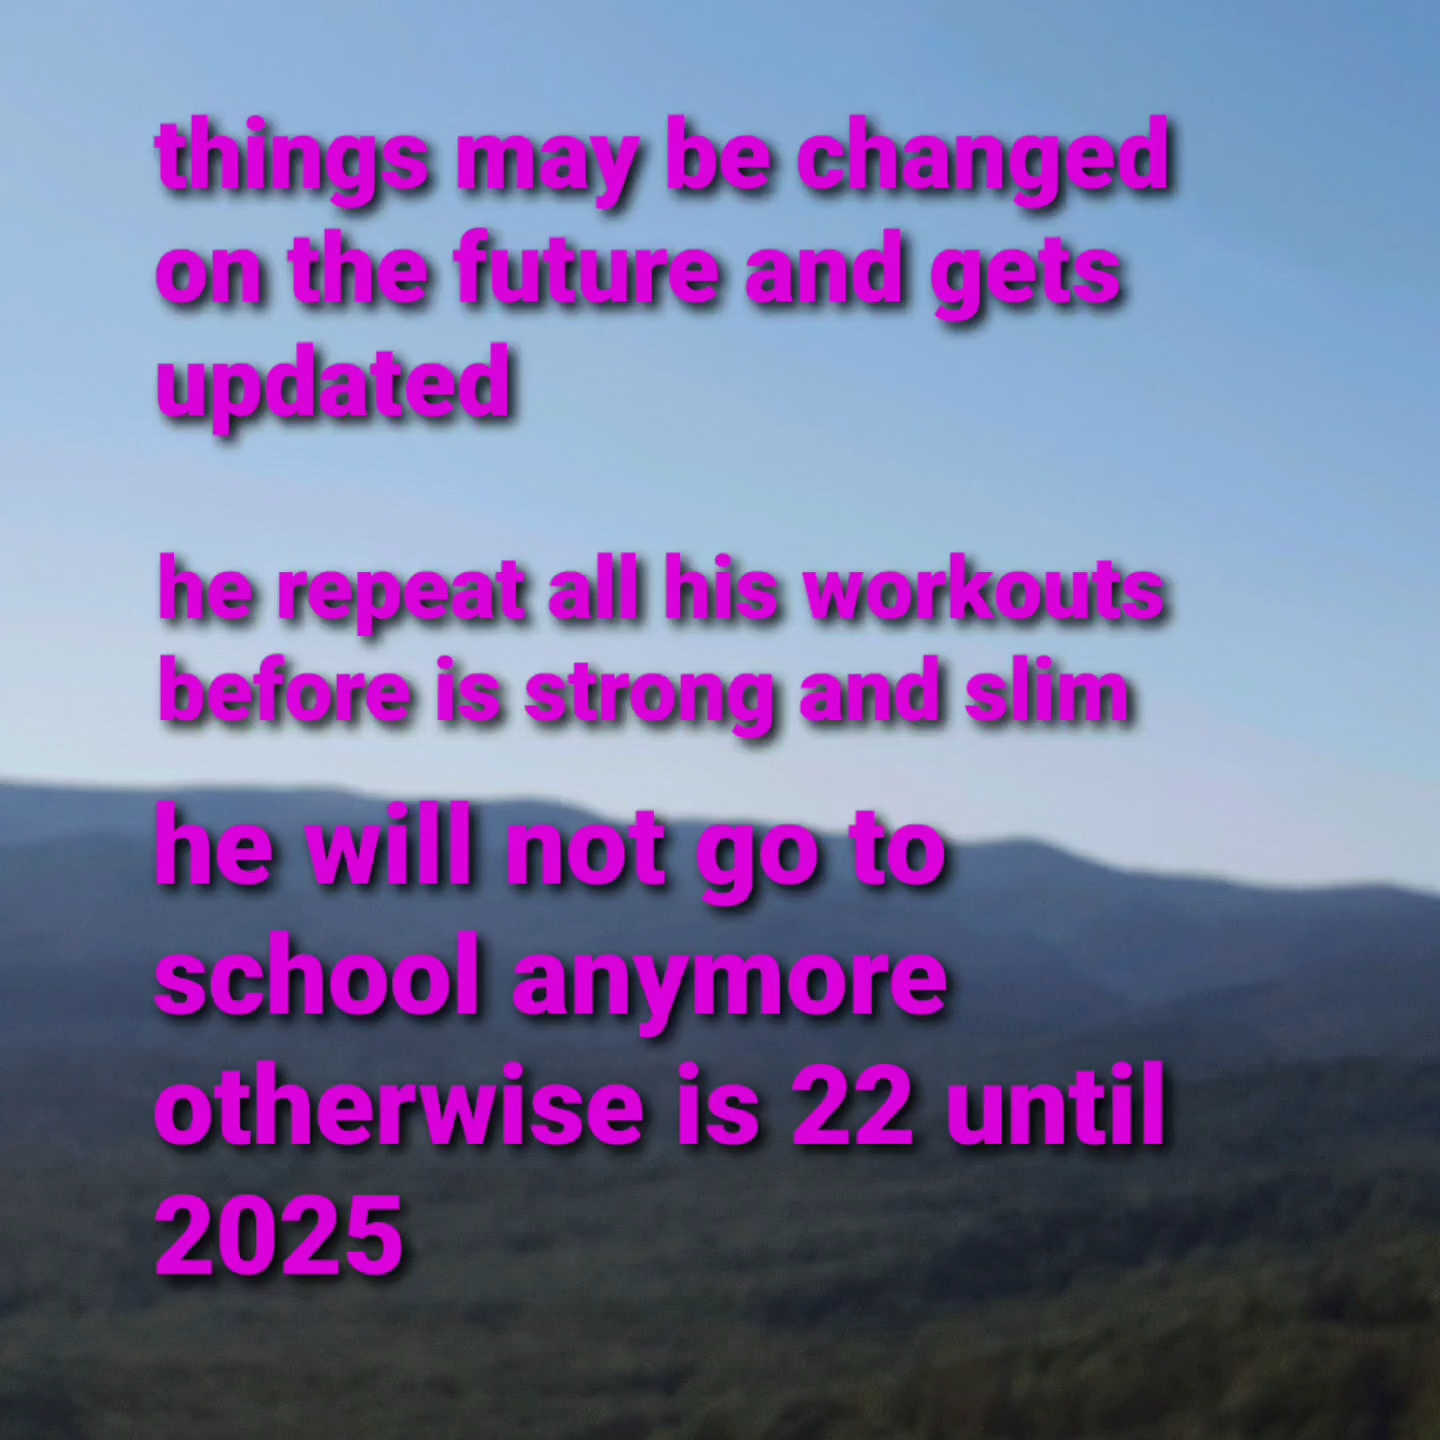 things may be changed
on the future and gets
updated
he repeat all his workouts
before is strong and slim
he will not go to
school anymore
otherwise is 22 until
2025